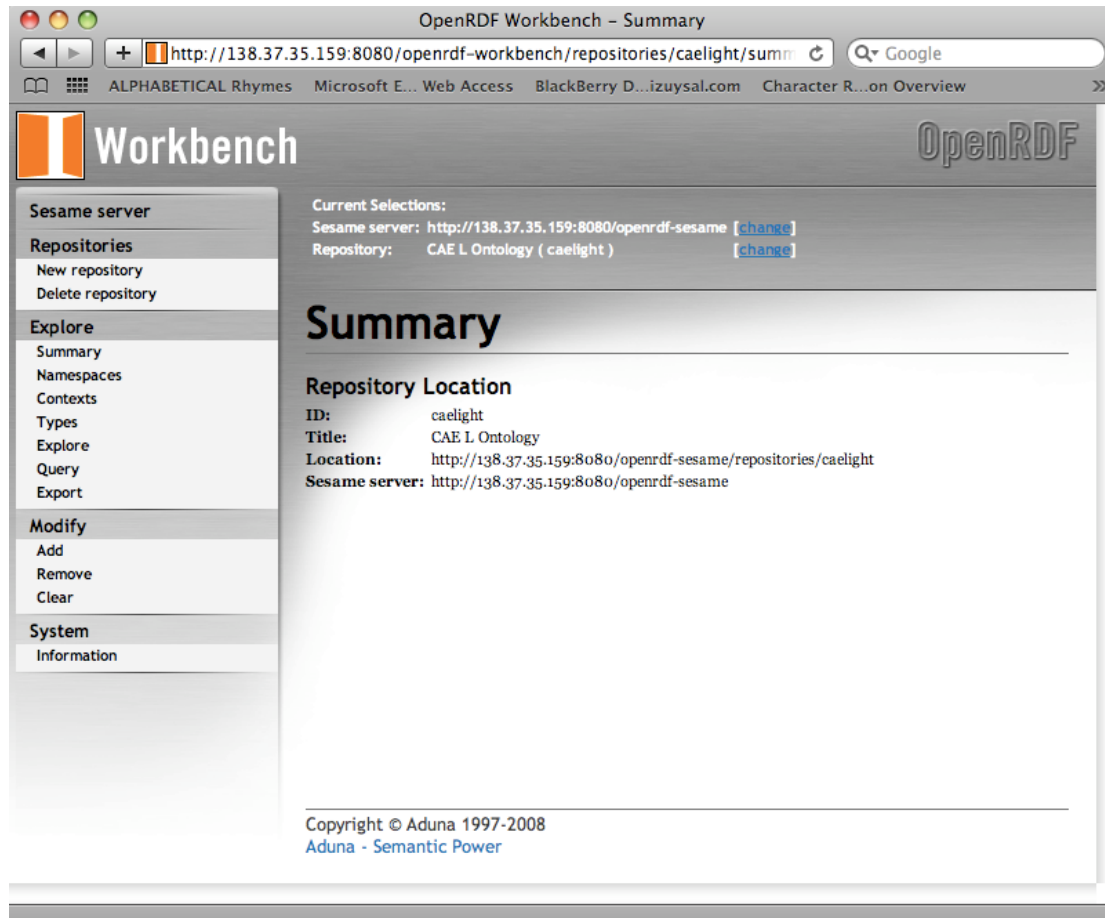 OpenRDF Workbench – Summary
http://138.37.35.159:8080/openrdf-workbench/repositories/caelight/summ
Google
ALPHABETICAL Rhymes Microsoft E... Web Access BlackBerry D...izuysal.com Character R...on Overview
Workbench
OpenRDF
Sesame server
Repositories
New repository
Delete repository
Explore
Summary
Namespaces
Contexts
Types
Explore
Query
Export
Modify
Add
Remove
Clear
System
Information
Current Selections:
Sesame server: http://138.37.35.159:8080/openrdf-sesame [change]
Repository: CAE L Ontology ( caelight ) [change]
Summary
Repository Location
ID: caelight
Title: CAE L Ontology
Location: http://138.37.35.159:8080/openrdf-sesame/repositories/caelight
Sesame server: http://138.37.35.159:8080/openrdf-sesame
Copyright © Aduna 1997-2008
Aduna - Semantic Power